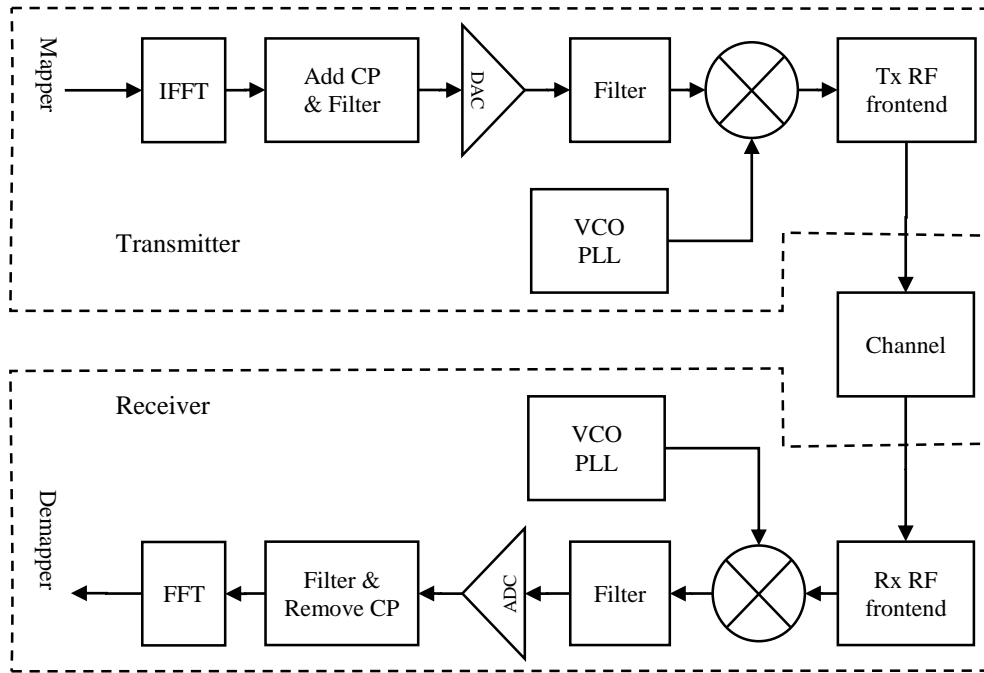 Mapper
IFFT
Add CP
& Filter
DAC
Filter
Tx RF
frontend
VCO
PLL
Transmitter
Channel
Receiver
VCO
PLL
Demapper
FFT
Filter &
Remove CP
ADC
Filter
Rx RF
frontend